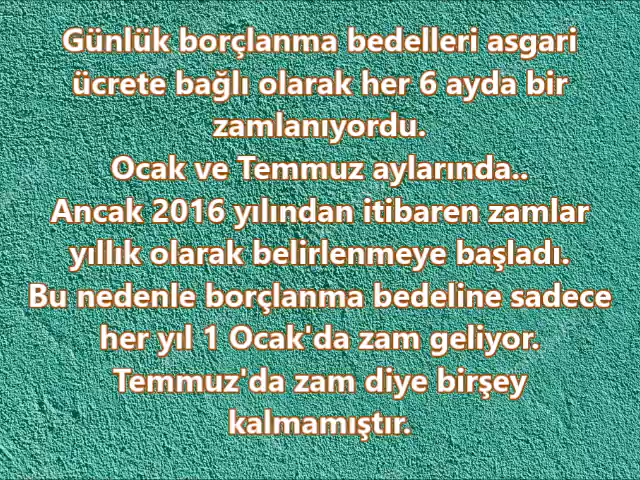 Günlük borçlanma bedelleri asgari
ücrete bağlı olarak her 6 ayda bir
zamlanıyordu.
Ocak ve Temmuz aylarında..
Ancak 2016 yılından itibaren zamlar
yıllık olarak belirlenmeye başladı.
Bu nedenle borçlanma bedeline sadece
her yıl 1 Ocak'da zam geliyor.
Temmuz'da zam diye birşey
kalmamıştır.